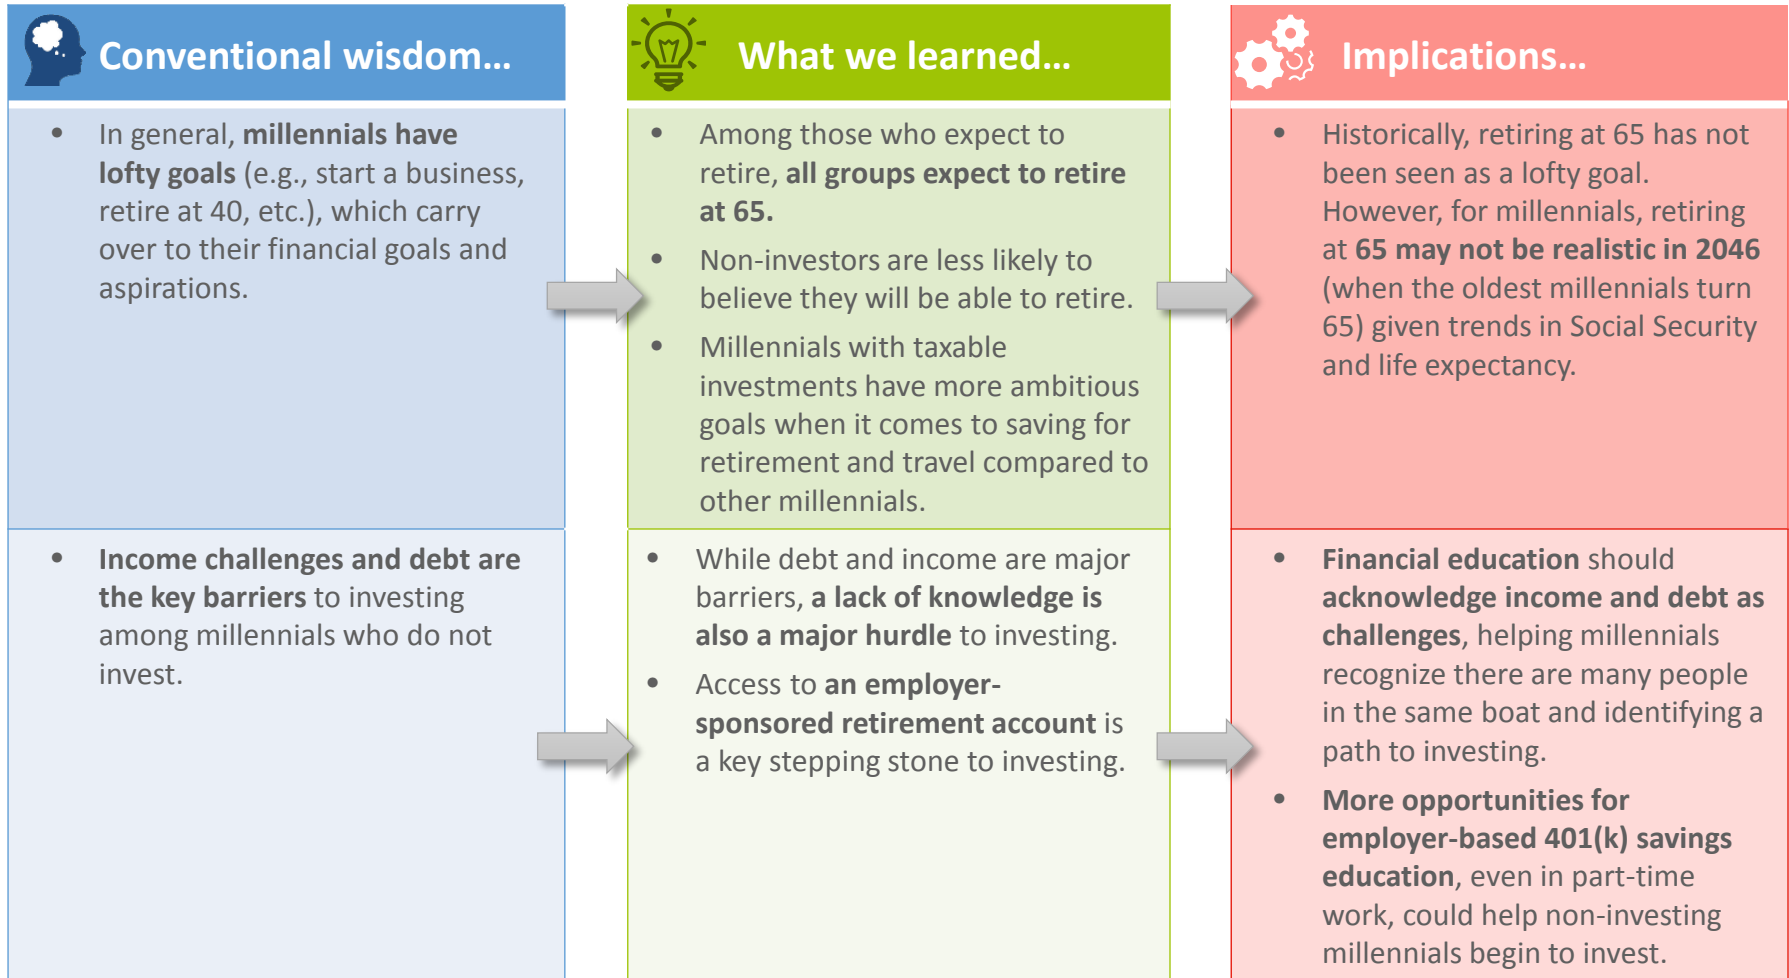 Conventional wisdom…
What we learned…
Implications…
• In general, millennials have
lofty goals (e.g., start a business,
retire at 40, etc.), which carry
over to their financial goals and
aspirations.
• Among those who expect to
retire, all groups expect to retire
at 65.
• Non-investors are less likely to
believe they will be able to retire.
• Millennials with taxable
investments have more ambitious
goals when it comes to saving for
retirement and travel compared to
other millennials.
• Historically, retiring at 65 has not
been seen as a lofty goal.
However, for millennials, retiring
at 65 may not be realistic in 2046
(when the oldest millennials turn
65) given trends in Social Security
and life expectancy.
• Income challenges and debt are
the key barriers to investing
among millennials who do not
invest.
• While debt and income are major
barriers, a lack of knowledge is
also a major hurdle to investing.
• Access to an employer-
sponsored retirement account is
a key stepping stone to investing.
• Financial education should
acknowledge income and debt as
challenges, helping millennials
recognize there are many people
in the same boat and identifying a
path to investing.
• More opportunities for
employer-based 401(k) savings
education, even in part-time
work, could help non-investing
millennials begin to invest.